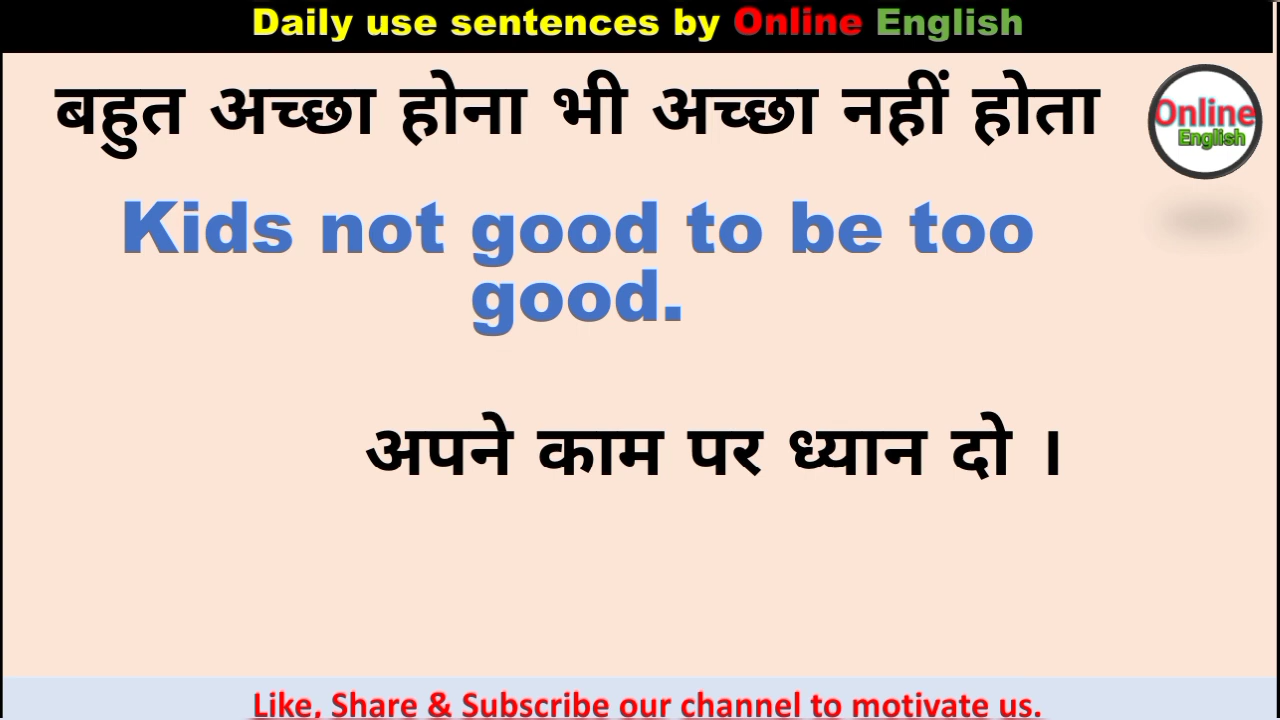 Daily use sentences by Online English
बहुत अच्छा होना भी अच्छा नहीं होता
Online
English
Kids not good to be too
good.
अपने काम पर ध्यान दो ।
Like, Share & Subscribe our channel to motivate us.